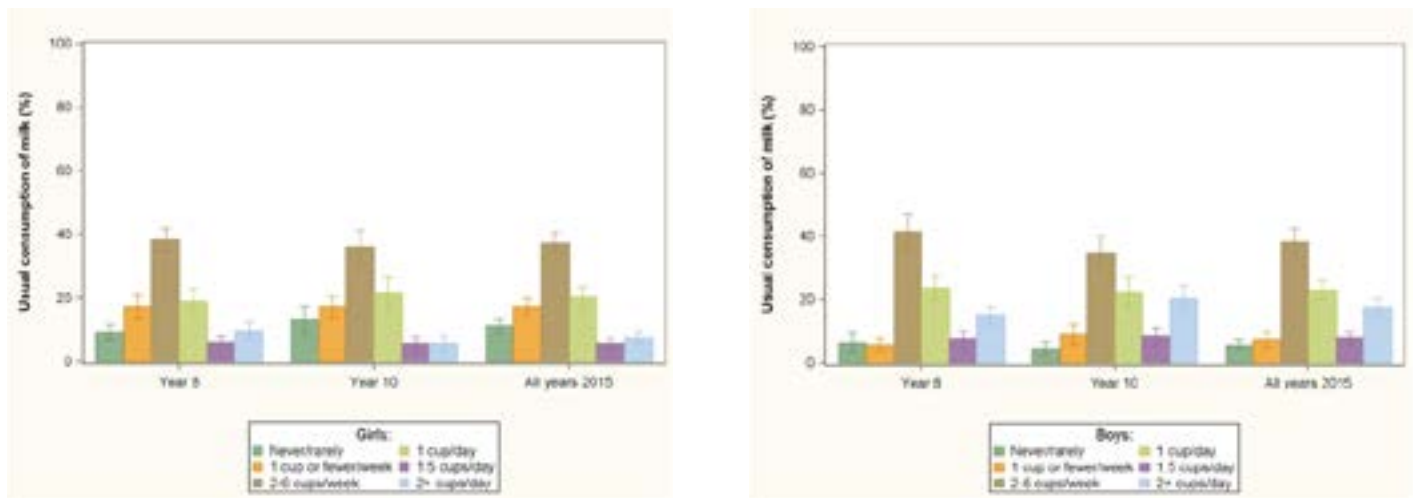 Usual consumption of milk (%)
100
80
60
40
20
0
Year 8
Year 10
All years 2015
Girls:
Never/rarely
1 cup/day
1 cup or fewer/week
1.5 cups/day
2-6 cups/week
2+ cups/day
Usual consumption of milk (%)
100
80
60
40
20
0
Year 8
Year 10
All years 2015
Boys:
Never/rarely
1 cup/day
1 cup or fewer/week
1.5 cups/day
2-6 cups/week
2+ cups/day